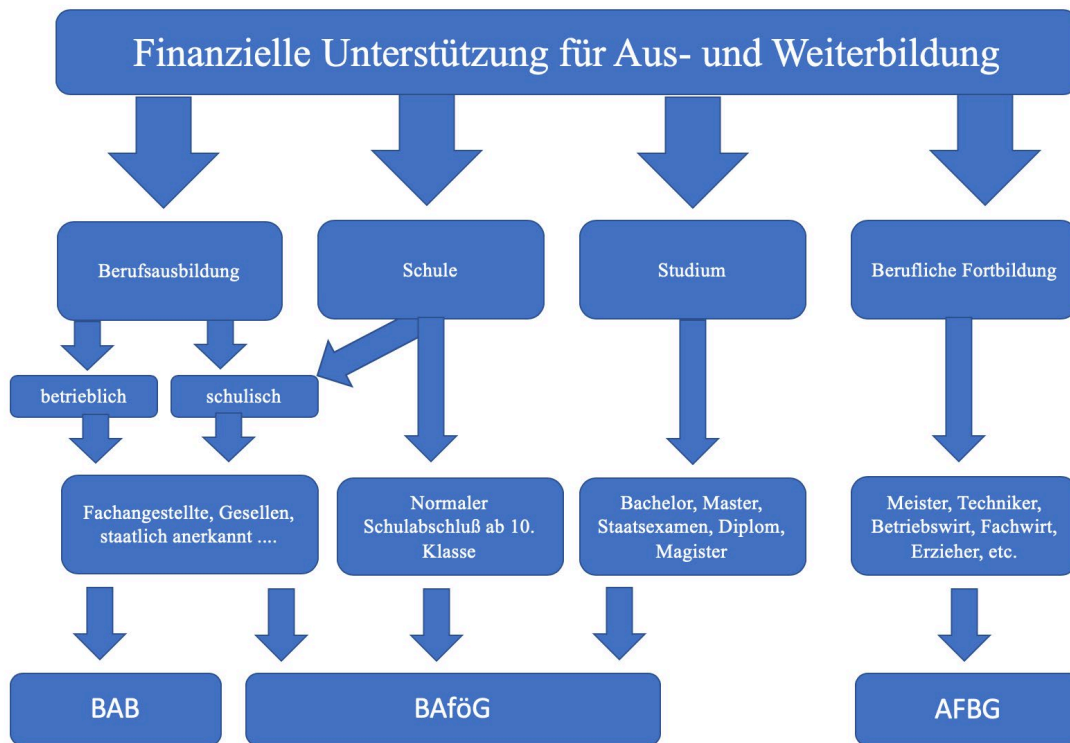 Finanzielle Unterstützung für Aus- und Weiterbildung
Berufsausbildung
Schule
Studium
Berufliche Fortbildung
betrieblich
schulisch
Fachangestellte, Gesellen,
staatlich anerkannt ....
Normaler
Schulabschluß ab 10.
Klasse
Bachelor, Master,
Staatsexamen, Diplom,
Magister
Meister, Techniker,
Betriebswirt, Fachwirt,
Erzieher, etc.
BAB
BAföG
AFBG